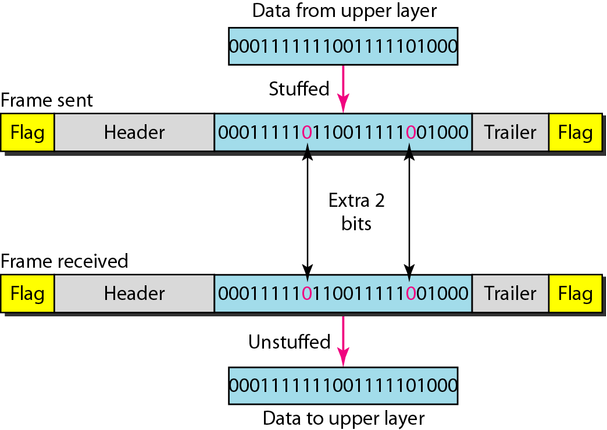 Data from upper layer
0001111111001111101000
Stuffed
Frame sent
Flag Header 000111110110011111001000 Trailer Flag
Extra 2
bits
Frame received
Flag Header 000111110110011111001000 Trailer Flag
Unstuffed
0001111111001111101000
Data to upper layer